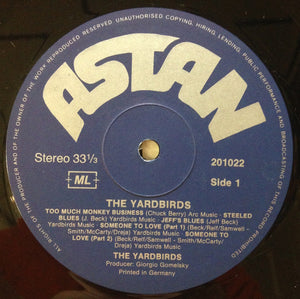 ALL RIGHTS OF THE PRODUCER AND OF THE OWNER OF THE WORK REPRODUCED RESERVED UNAUTHORISED COPYING, HIRING, LENDING, PUBLIC PERFORMANCE AND BROADCASTING OF THIS RECORD PROHIBITED
ASTAN
Stereo 33 1/3
201022
ML
Side 1
THE YARDBIRDS
TOO MUCH MONKEY BUSINESS (Chuck Berry) Arc Music - STEELED
BLUES (J. Beck) Yardbirds Music - JEFF'S BLUES (Jeff Beck)
Yardbirds Music - SOMEONE TO LOVE (Part 1) (Beck/Relf/Samwell -
Smith/McCarty/Dreja) Yardbirds Music - SOMEONE TO
LOVE (Part 2) (Beck/Relf/Samwell - Smith/McCarty/
Dreja) Yardbirds Music
THE YARDBIRDS
Producer: Giorgio Gomelsky
Printed in Germany